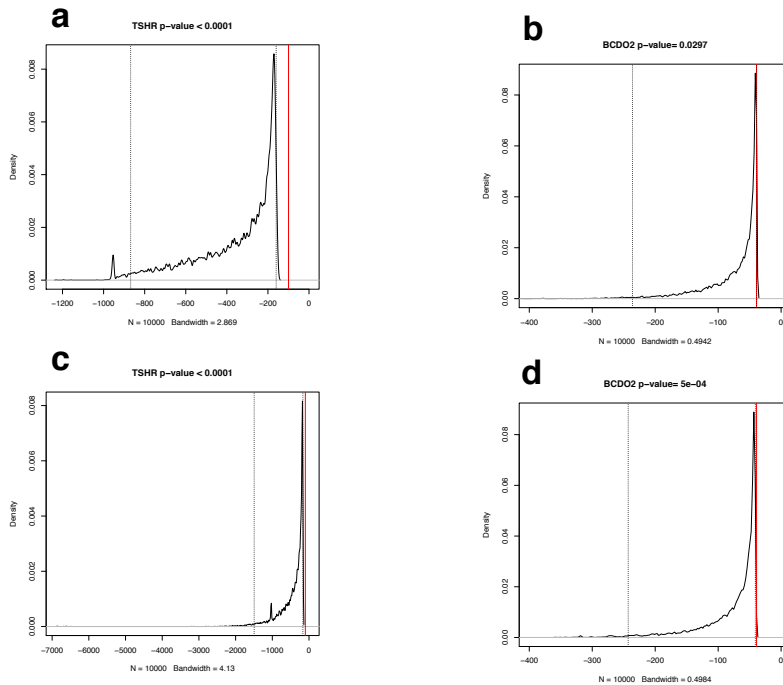 a
TSHR p−value < 0.0001
Density
0.000 0.002 0.004 0.006 0.008
−1200 −1000 −800 −600 −400 −200 0
N = 10000 Bandwidth = 2.869
b
BCDO2 p−value= 0.0297
Density
0.00 0.02 0.04 0.06 0.08
−400 −300 −200 −100 0
N = 10000 Bandwidth = 0.4942
c
TSHR p−value < 0.0001
Density
0.000 0.002 0.004 0.006 0.008
−7000 −6000 −5000 −4000 −3000 −2000 −1000 0
N = 10000 Bandwidth = 4.13
d
BCDO2 p−value= 5e−04
Density
0.00 0.02 0.04 0.06 0.08
−400 −300 −200 −100 0
N = 10000 Bandwidth = 0.4984